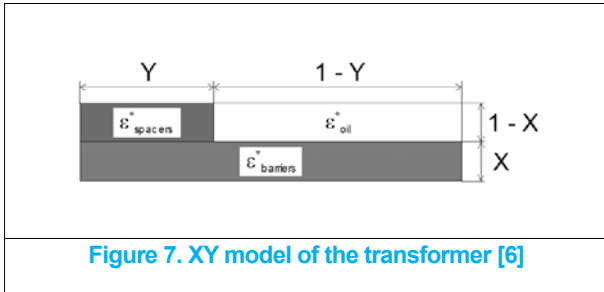 Y
1 - Y
ε*spacers
ε*oil
1 - X
ε*barriers
X
Figure 7. XY model of the transformer [6]